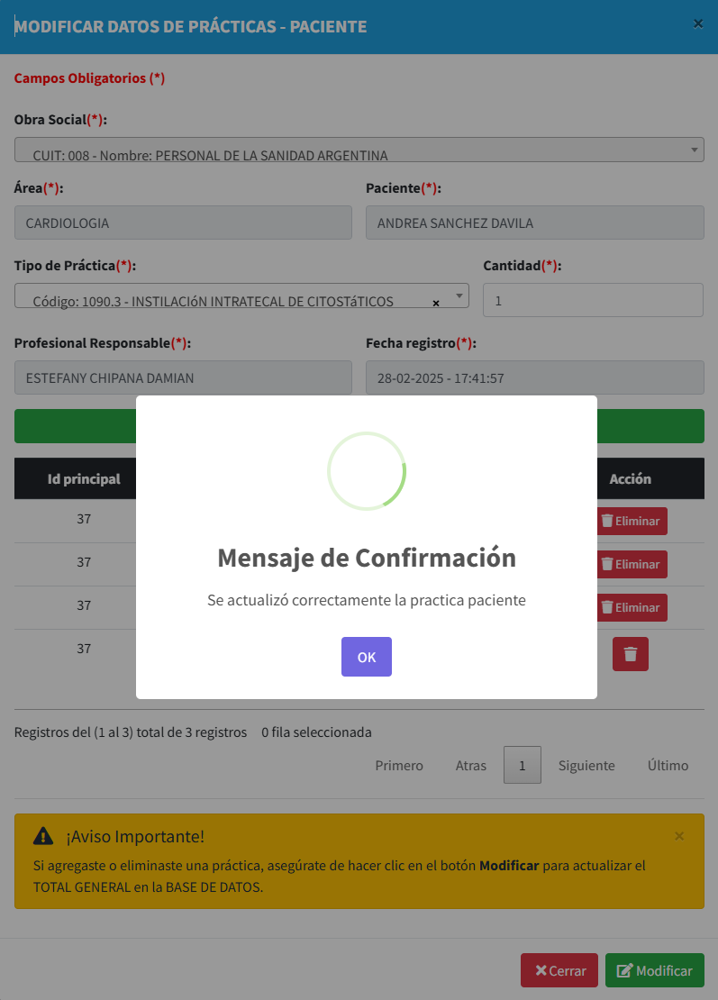 MODIFICAR DATOS DE PRÁCTICAS - PACIENTE ×
Campos Obligatorios (*)
Obra Social(*):
CUIT: 008 - Nombre: PERSONAL DE LA SANIDAD ARGENTINA
Área(*): Paciente(*):
CARDIOLOGIA ANDREA SANCHEZ DAVILA
Tipo de Práctica(*): Cantidad(*):
Código: 1090.3 - INSTILACIóN INTRATECAL DE CITOSTáTICOS × 1
Profesional Responsable(*): Fecha registro(*):
ESTEFANY CHIPANA DAMIAN 28-02-2025 - 17:41:57
Id principal Acción
37 Eliminar
37 Eliminar
37 Eliminar
37
Mensaje de Confirmación
Se actualizó correctamente la practica paciente
OK
Registros del (1 al 3) total de 3 registros 0 fila seleccionada
Primero Atras 1 Siguiente Último
¡Aviso Importante! ×
Si agregaste o eliminaste una práctica, asegúrate de hacer clic en el botón Modificar para actualizar el
TOTAL GENERAL en la BASE DE DATOS.
Cerrar Modificar